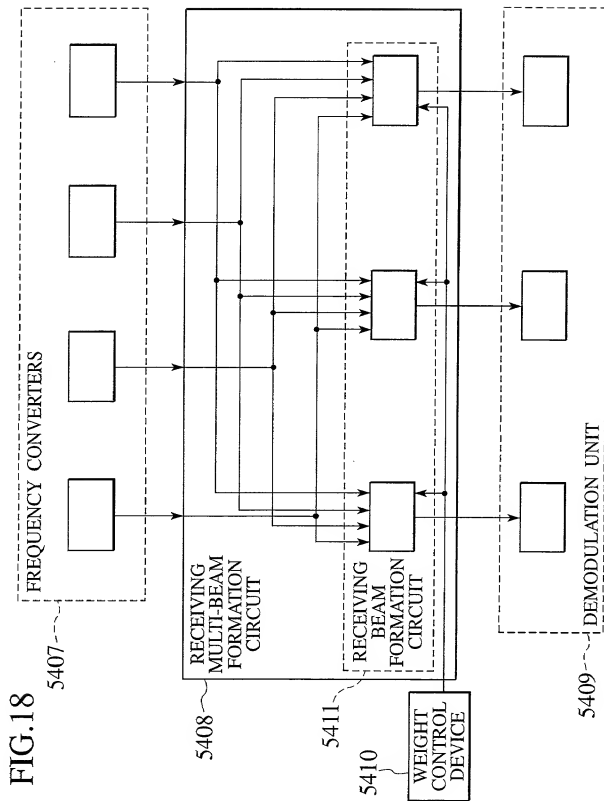 FIG.18
5407
FREQUENCY CONVERTERS
RECEIVING
MULTI-BEAM
FORMATION
CIRCUIT
5408
RECEIVING
BEAM
FORMATION
CIRCUIT
5411
5410
WEIGHT
CONTROL
DEVICE
DEMODULATION UNIT
5409